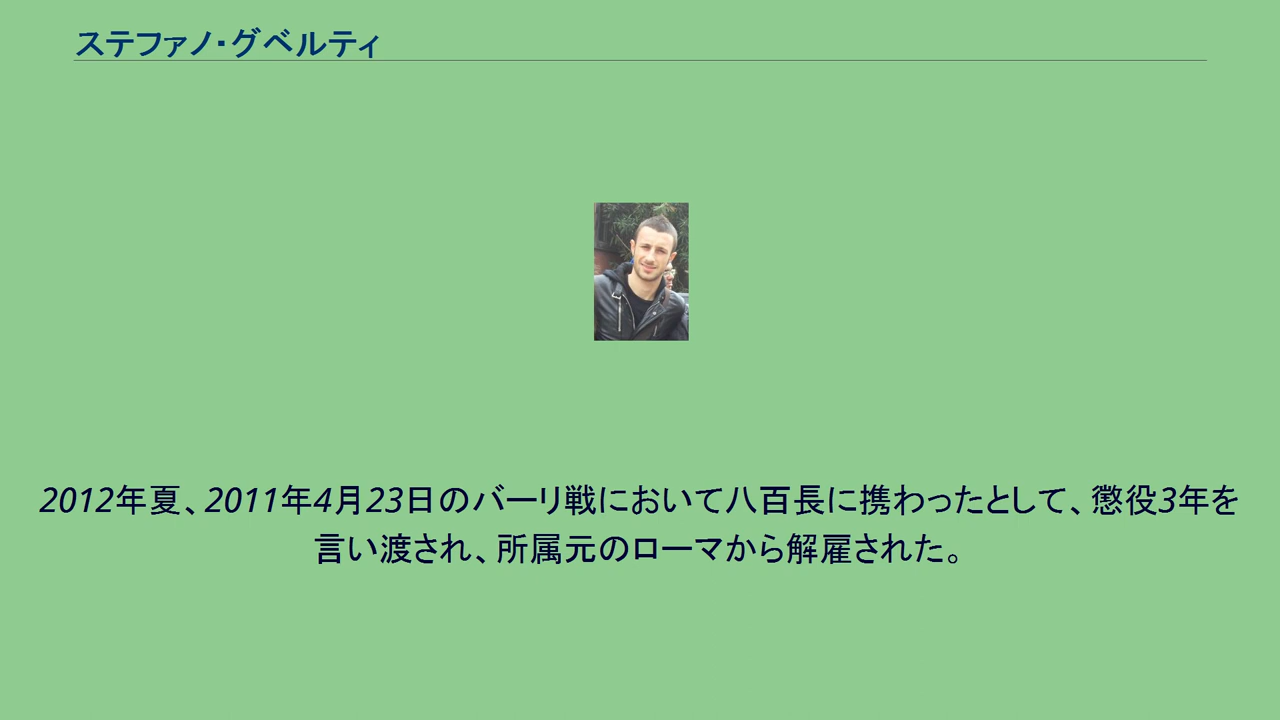 ステファノ・グベルティ
2012年夏、2011年4月23日のバーリ戦において八百長に携わったとして、懲役3年を
言い渡され、所属元のローマから解雇された。